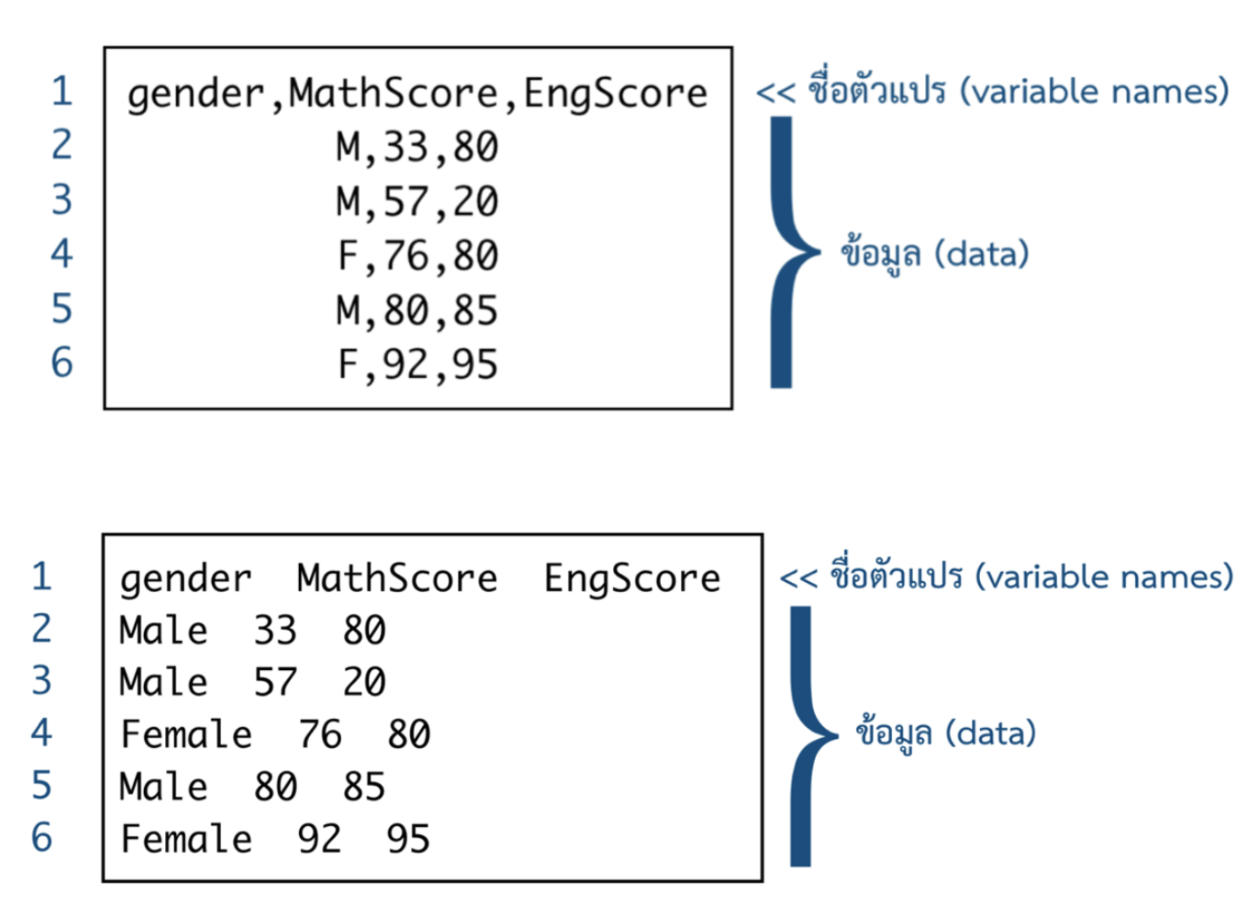 1 gender,MathScore,EngScore << ชื่อตัวแปร (variable names)
2 M,33,80
3 M,57,20
4 F,76,80 ข้อมูล (data)
5 M,80,85
6 F,92,95
1 gender MathScore EngScore << ชื่อตัวแปร (variable names)
2 Male 33 80
3 Male 57 20
4 Female 76 80 ข้อมูล (data)
5 Male 80 85
6 Female 92 95